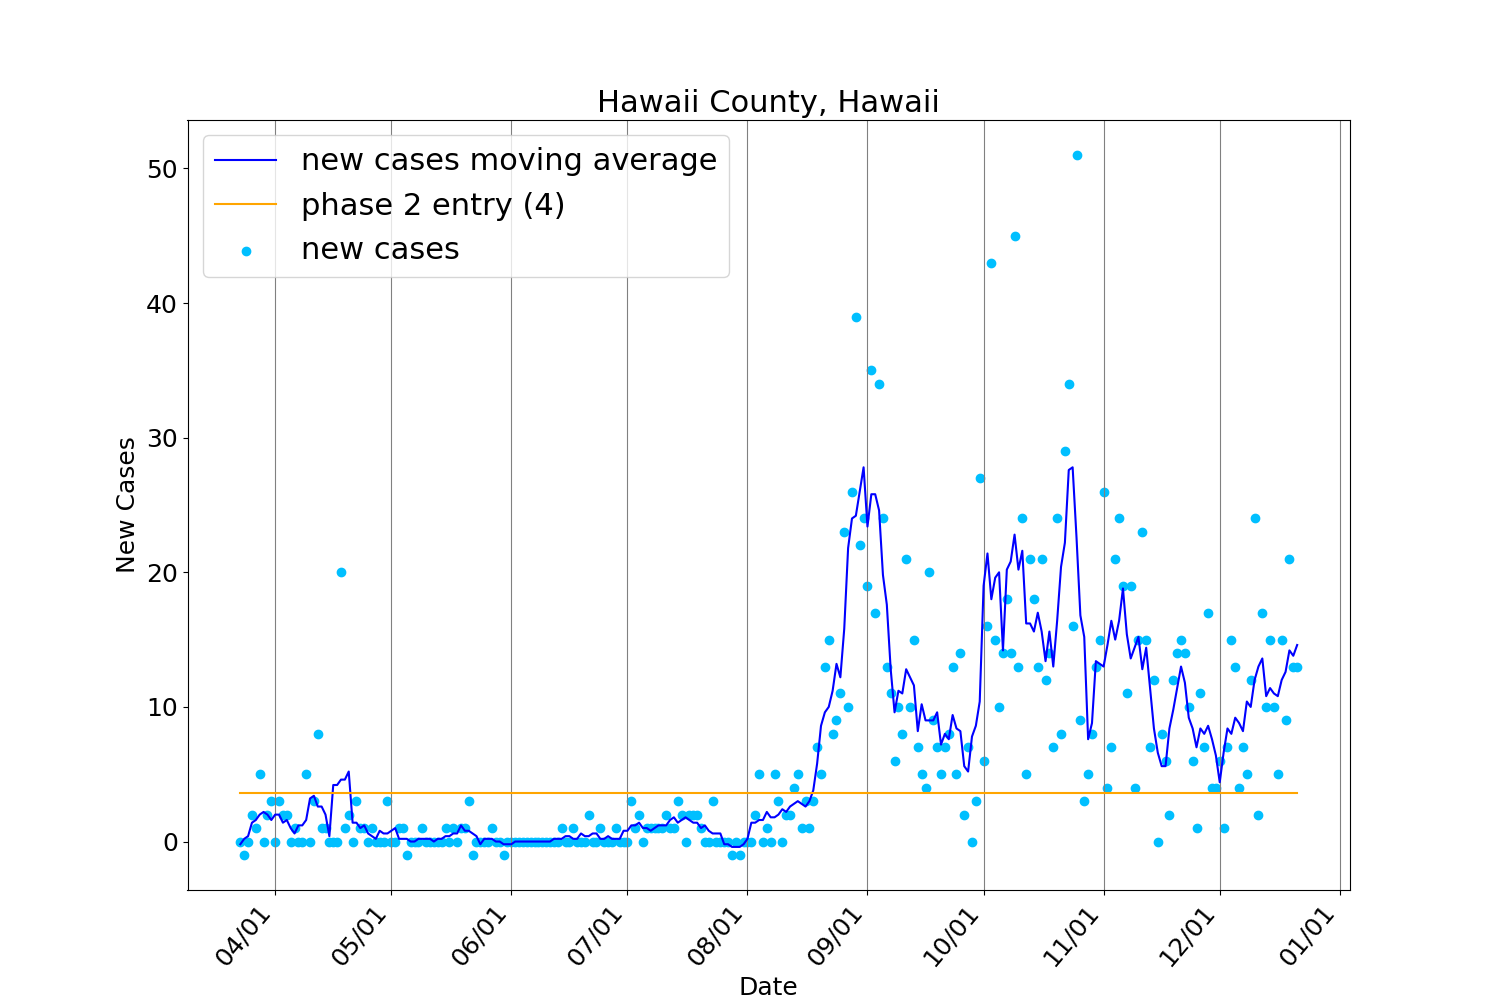 Hawaii County, Hawaii
new cases moving average
phase 2 entry (4)
new cases
50
40
30
20
10
0
New Cases
04/01
05/01
06/01
07/01
08/01
09/01
10/01
11/01
12/01
01/01
Date